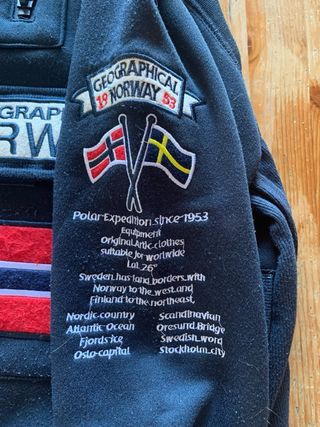 GEOGRAPHICAL
19 NORWAY 53
GRAP
RW
Polar Expedition since 1953
Equipment
Original Artic clothes
suitable for worlwide
Lat. 26°
Sweden has land borders with
Norway to the west and
Finland to the northeast,
Nordic country Scandinavian
Atlantic Ocean Oresund Bridge
Fjords ice Swedish word
Oslo capital Stockholm city